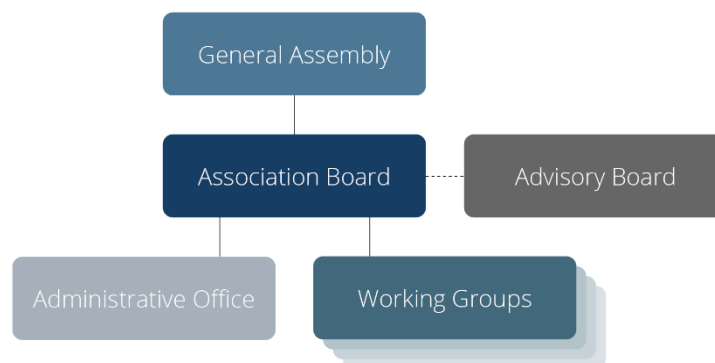 General Assembly
Association Board
Advisory Board
Administrative Office
Working Groups